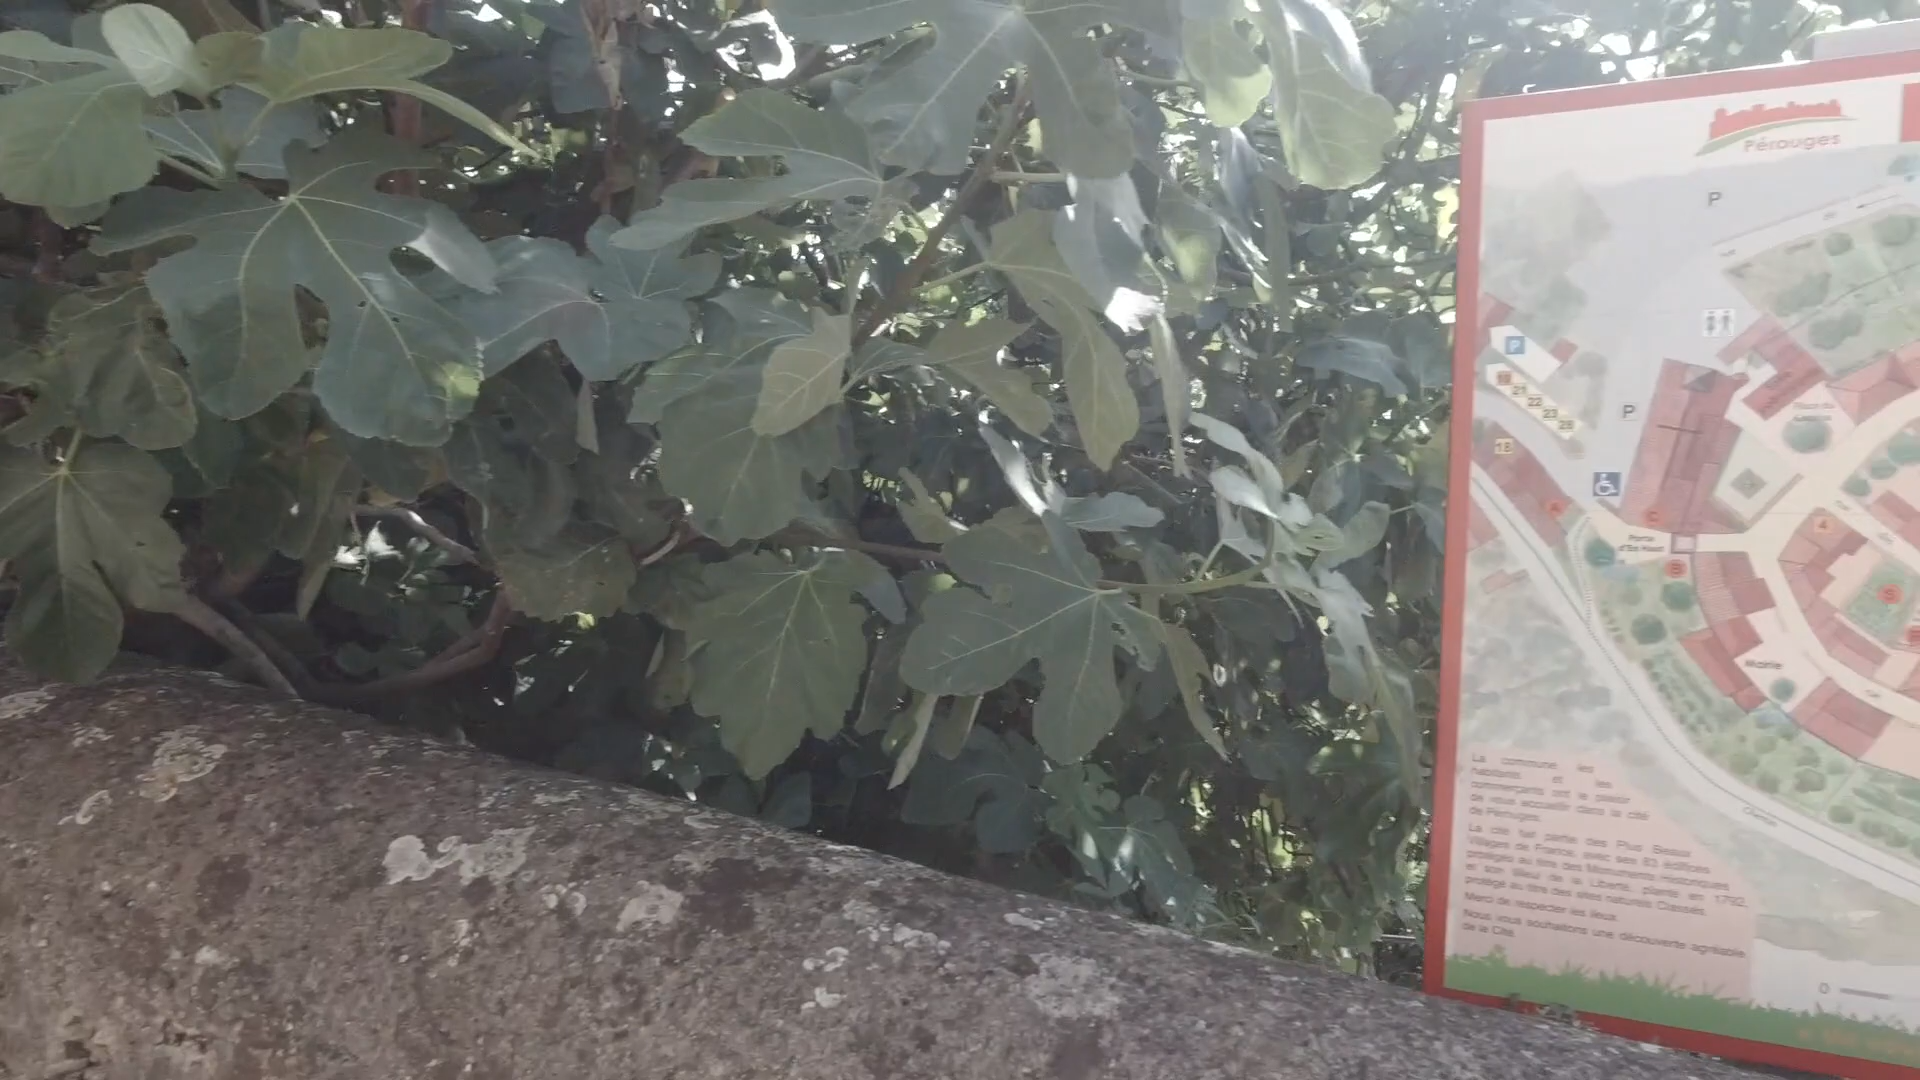 Pérouges
P
P
21
22
23
P
18
4
Porte
d'En Haut
C
B
S
Mairie
La commune les
habitants et les
commerçants ont le plaisir
de vous accueillir dans la cité
de Pérouges.
La cité fait partie des Plus Beaux
Villages de France, avec ses 83 édifices
protégés au titre des Monuments Historiques
et son tilleul de la Liberté, planté en 1792,
protégé au titre des sites naturels Classés.
Merci de respecter les lieux.
Nous vous souhaitons une découverte agréable
de la Cité.
0